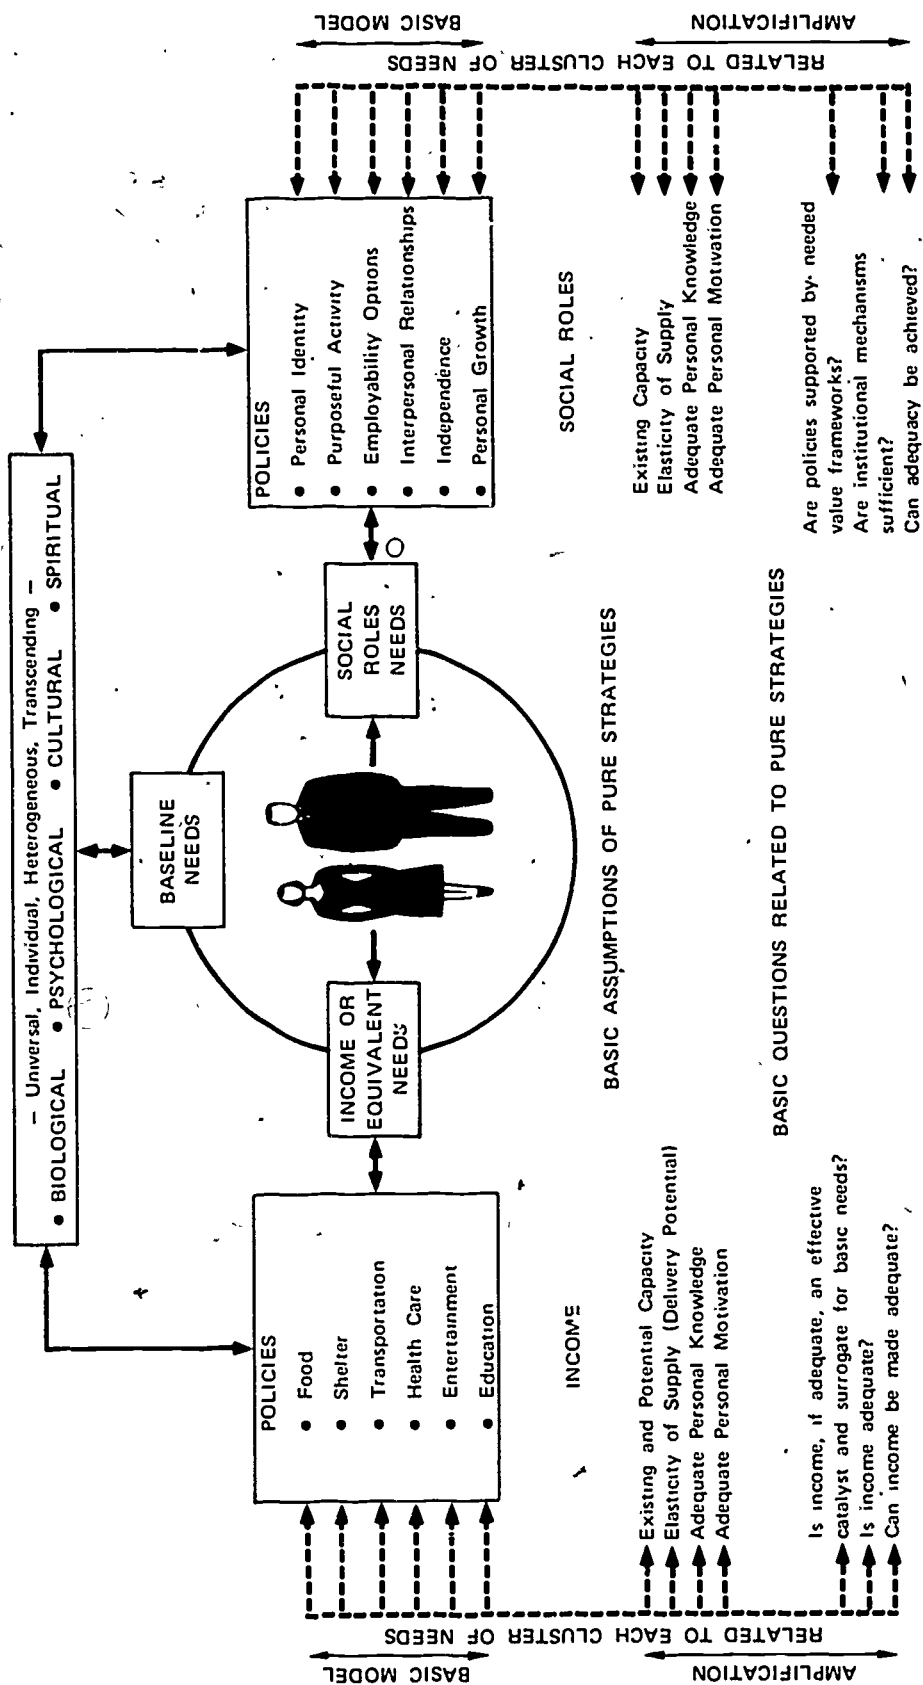 — Universal, Individual, Heterogeneous, Transcending —
• BIOLOGICAL • PSYCHOLOGICAL • CULTURAL • SPIRITUAL
BASELINE
NEEDS
POLICIES
• Food
• Shelter
• Transportation
• Health Care
• Entertainment
• Education
INCOME OR
EQUIVALENT
NEEDS
SOCIAL
ROLES
NEEDS
POLICIES
• Personal Identity
• Purposeful Activity
• Employability Options
• Interpersonal Relationships
• Independence
• Personal Growth
INCOME
SOCIAL ROLES
BASIC ASSUMPTIONS OF PURE STRATEGIES
Existing and Potential Capacity
Elasticity of Supply (Delivery Potential)
Adequate Personal Knowledge
Adequate Personal Motivation
Existing Capacity
Elasticity of Supply
Adequate Personal Knowledge
Adequate Personal Motivation
BASIC QUESTIONS RELATED TO PURE STRATEGIES
Is income, if adequate, an effective
catalyst and surrogate for basic needs?
Is income adequate?
Can income be made adequate?
Are policies supported by needed
value frameworks?
Are institutional mechanisms
sufficient?
Can adequacy be achieved?
BASIC MODEL
AMPLIFICATION
RELATED TO EACH CLUSTER OF NEEDS
BASIC MODEL
AMPLIFICATION
RELATED TO EACH CLUSTER OF NEEDS